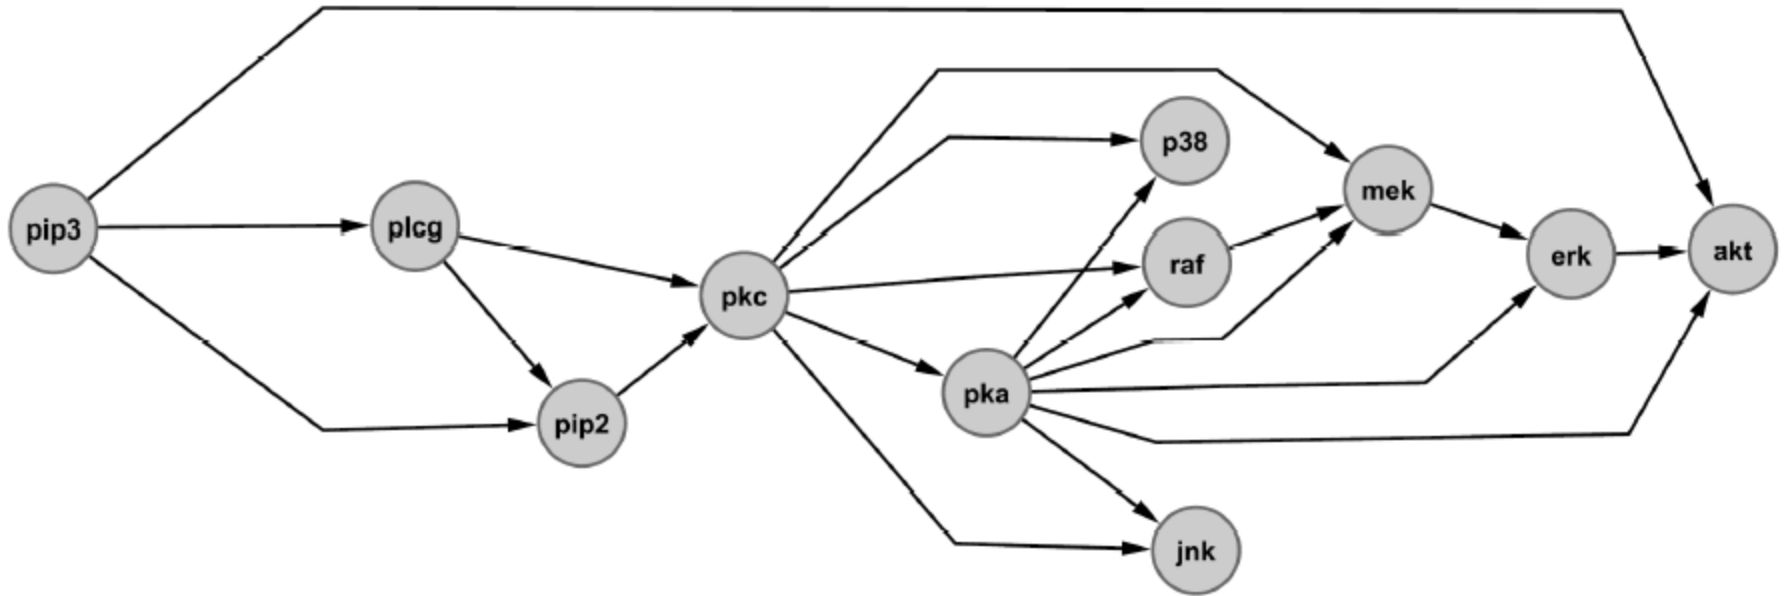 pip3
plcg
pip2
pkc
pka
p38
raf
jnk
mek
erk
akt